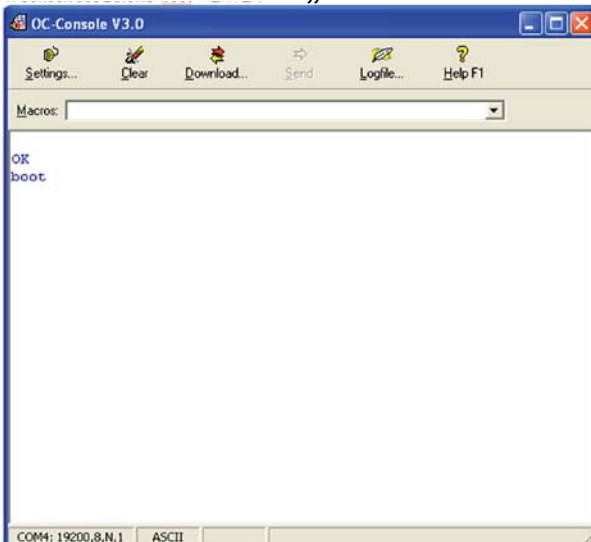 OC-Console V3.0
Settings... Clear Download... Send Logfile... Help F1
Macros:
OK
boot
COM4: 19200,8,N,1 ASCII